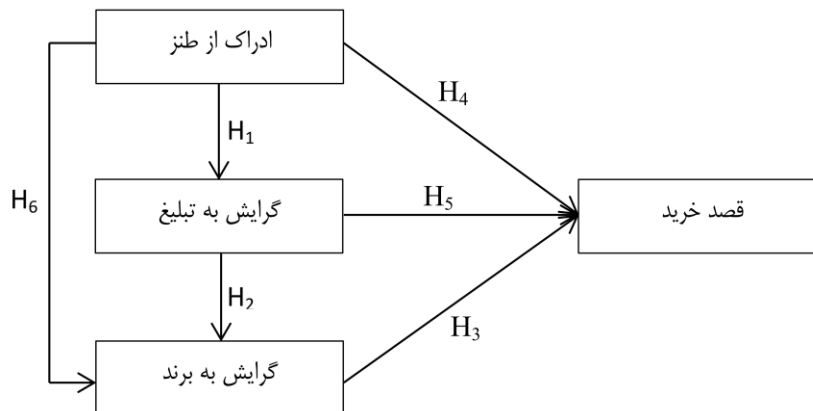 ادراک از طنز
H₄
H₁
H₆
گرایش به تبلیغ
H₅
قصد خرید
H₂
H₃
گرایش به برند